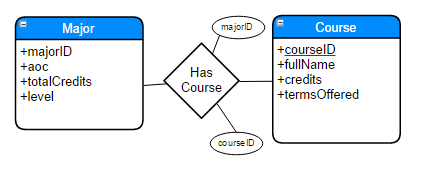 Major
+majorID
+aoc
+totalCredits
+level
majorID
Has
Course
courseID
Course
+courseID
+fullName
+credits
+termsOffered